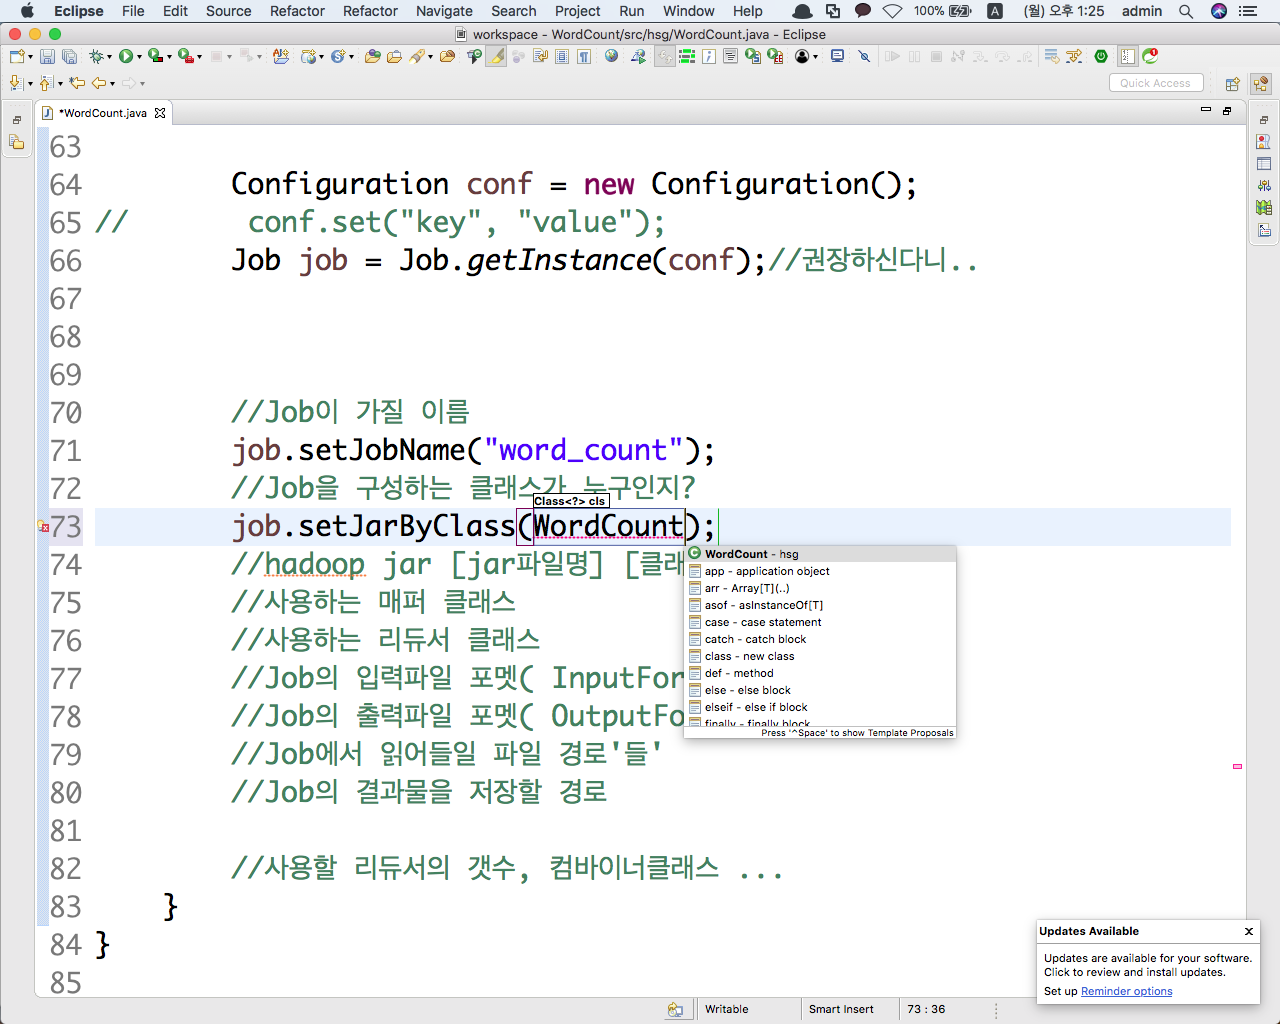 Eclipse File Edit Source Refactor Refactor Navigate Search Project Run Window Help 100% A (월) 오후 1:25 admin
workspace - WordCount/src/hsg/WordCount.java - Eclipse
Quick Access
*WordCount.java
63
64 Configuration conf = new Configuration();
65 // conf.set("key", "value");
66 Job job = Job.getInstance(conf);//권장하신다니..
67
68
69
70 //Job이 가질 이름
71 job.setJobName("word_count");
72 //Job을 구성하는 클래스가 누구인지?
Class<?> cls
73 job.setJarByClass(WordCount);
74 //hadoop jar [jar파일명] [클래
75 //사용하는 매퍼 클래스
76 //사용하는 리듀서 클래스
77 //Job의 입력파일 포멧( InputFor
78 //Job의 출력파일 포멧( OutputFo
79 //Job에서 읽어들일 파일 경로'들'
80 //Job의 결과물을 저장할 경로
81
82 //사용할 리듀서의 갯수, 컴바이너클래스 ...
83 }
84 }
85
WordCount - hsg
app - application object
arr - Array[T](..)
asof - asInstanceOf[T]
case - case statement
catch - catch block
class - new class
def - method
else - else block
elseif - else if block
finally - finally block
Press '^Space' to show Template Proposals
Updates Available
Updates are available for your software.
Click to review and install updates.
Set up Reminder options
Writable Smart Insert 73 : 36